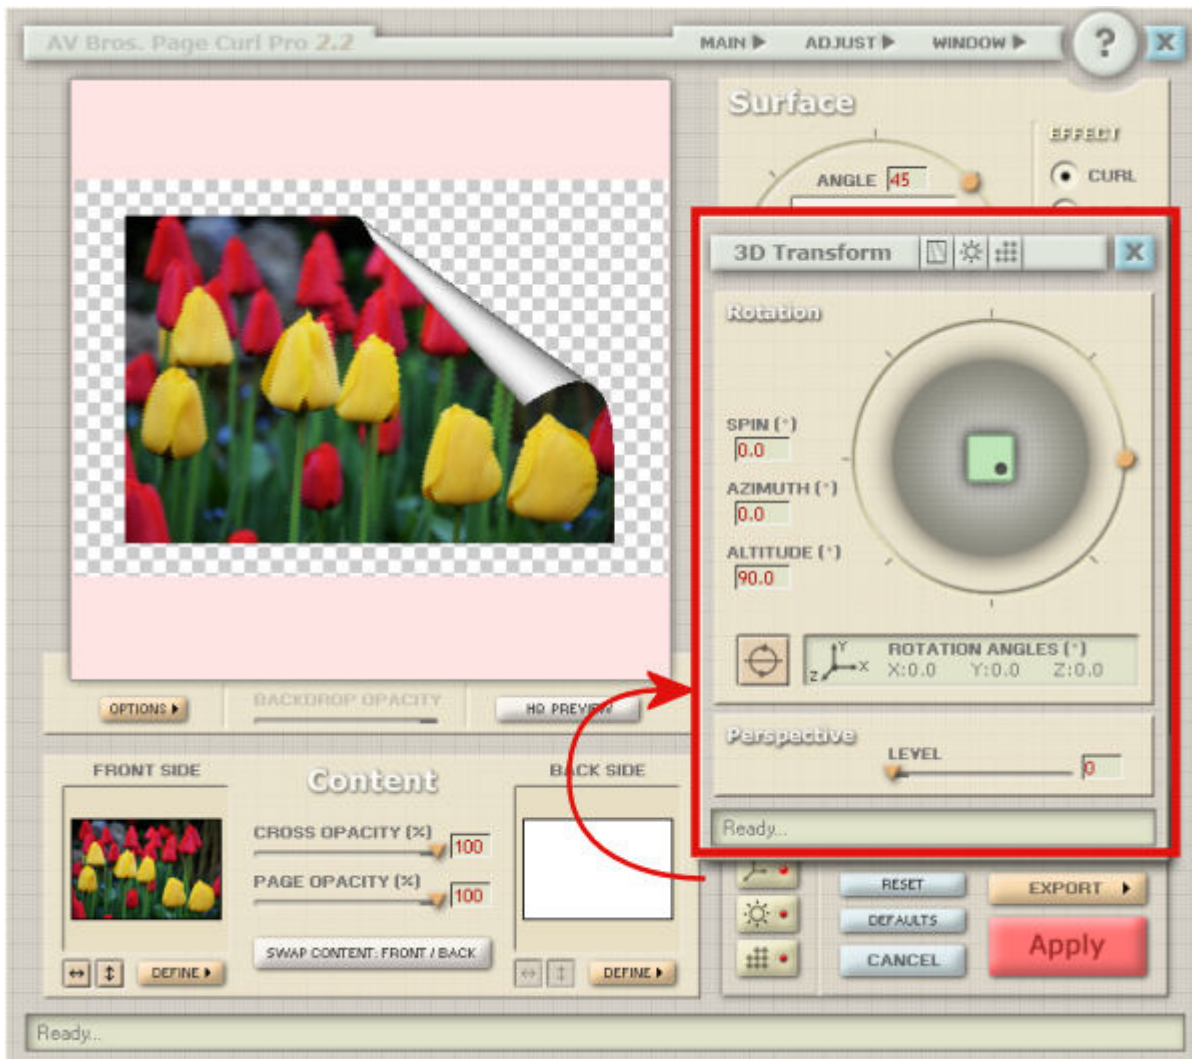 AV Bros. Page Curl Pro 2.2
MAIN
ADJUST
WINDOW
?
X
Surface
EFFECT
ANGLE 45
CURL
3D Transform
X
Rotation
SPIN (°)
0.0
AZIMUTH (°)
0.0
ALTITUDE (°)
90.0
Y
Z
X
ROTATION ANGLES (°)
X:0.0 Y:0.0 Z:0.0
Perspective
LEVEL
0
Ready...
OPTIONS
BACKDROP OPACITY
HQ PREVIEW
FRONT SIDE
Content
BACK SIDE
CROSS OPACITY (%)
100
PAGE OPACITY (%)
100
SWAP CONTENT: FRONT / BACK
DEFINE
DEFINE
RESET
DEFAULTS
CANCEL
EXPORT
Apply
Ready...